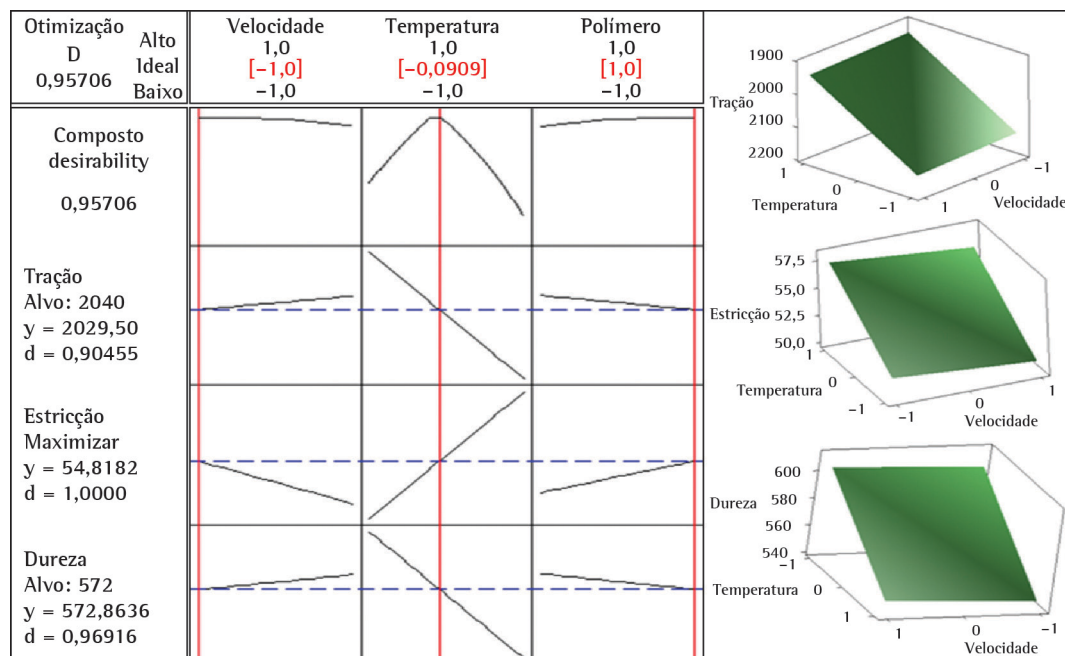 Otimização
D
0,95706
Alto
Ideal
Baixo
Velocidade
1,0
[−1,0]
−1,0
Temperatura
1,0
[−0,0909]
−1,0
Polímero
1,0
[1,0]
−1,0
Composto
desirability
0,95706
Tração
Alvo: 2040
y = 2029,50
d = 0,90455
Estricção
Maximizar
y = 54,8182
d = 1,0000
Dureza
Alvo: 572
y = 572,8636
d = 0,96916
1900
2000
Tração
2100
2200
1
0
Temperatura
−1
1
0
Velocidade
−1
57,5
55,0
Estricção
52,5
50,0
1
Temperatura
0
−1
−1
0
Velocidade
1
600
580
Dureza
560
540
−1
Temperatura
0
1
1
0
Velocidade
−1